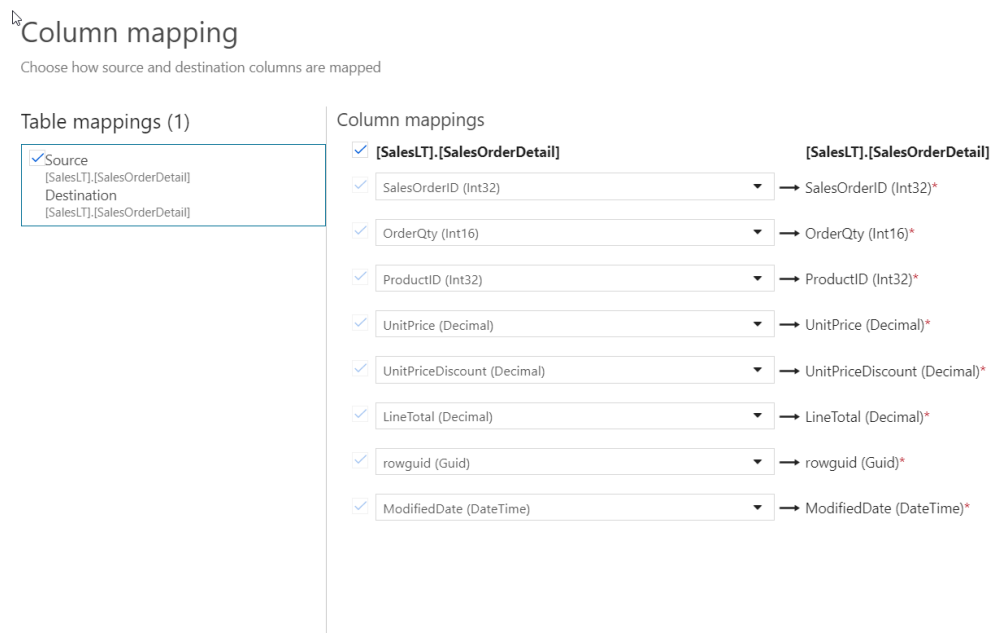 Column mapping
Choose how source and destination columns are mapped
Table mappings (1)
Source
[SalesLT].[SalesOrderDetail]
Destination
[SalesLT].[SalesOrderDetail]
Column mappings
[SalesLT].[SalesOrderDetail] [SalesLT].[SalesOrderDetail]
SalesOrderID (Int32) SalesOrderID (Int32)*
OrderQty (Int16) OrderQty (Int16)*
ProductID (Int32) ProductID (Int32)*
UnitPrice (Decimal) UnitPrice (Decimal)*
UnitPriceDiscount (Decimal) UnitPriceDiscount (Decimal)*
LineTotal (Decimal) LineTotal (Decimal)*
rowguid (Guid) rowguid (Guid)*
ModifiedDate (DateTime) ModifiedDate (DateTime)*